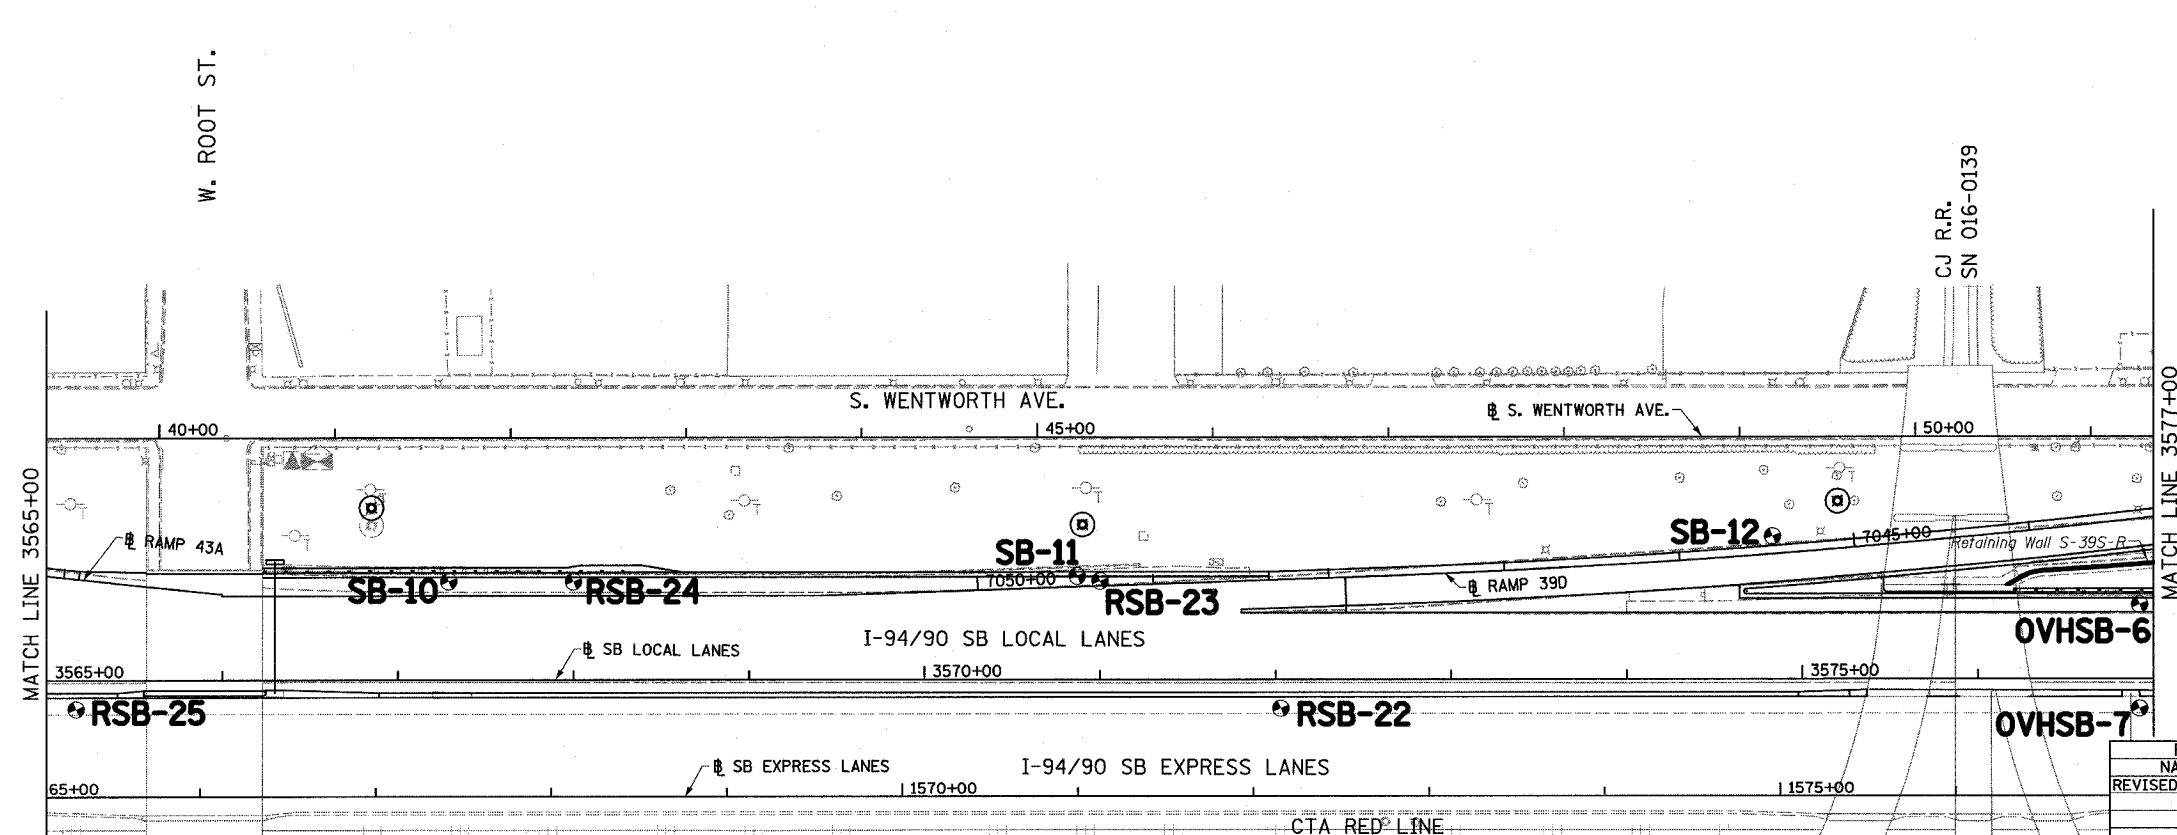 W. ROOT ST.
CJ R.R.
SN 016-0139
S. WENTWORTH AVE.
℄ S. WENTWORTH AVE.
40+00
45+00
50+00
MATCH LINE 3565+00
MATCH LINE 3577+00
℄ RAMP 43A
SB-10
RSB-24
SB-11
7050+00
RSB-23
SB-12
7045+00
Retaining Wall S-39S-R
℄ RAMP 39D
OVHSB-6
I-94/90 SB LOCAL LANES
℄ SB LOCAL LANES
3565+00
3570+00
3575+00
RSB-25
RSB-22
OVHSB-7
℄ SB EXPRESS LANES
I-94/90 SB EXPRESS LANES
65+00
1570+00
1575+00
CTA RED LINE
NA
REVISED